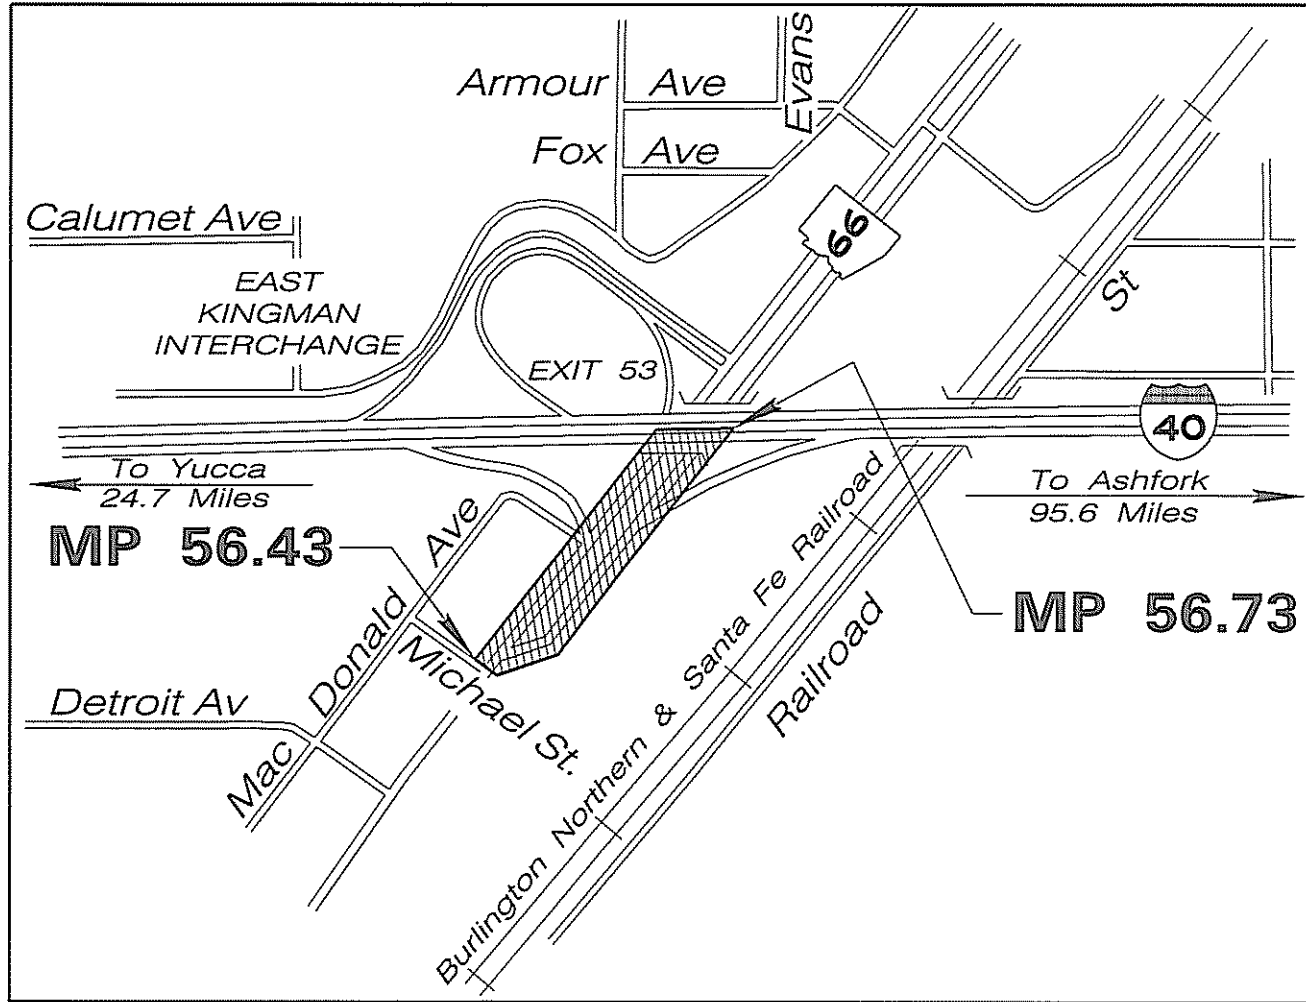 Armour Ave
Evans
Fox Ave
Calumet Ave
66
EAST
KINGMAN
INTERCHANGE
St
EXIT 53
40
To Yucca
24.7 Miles
To Ashfork
95.6 Miles
MP 56.43
MP 56.73
Mac Donald Ave
Michael St.
Detroit Av
Burlington Northern & Santa Fe Railroad
Railroad